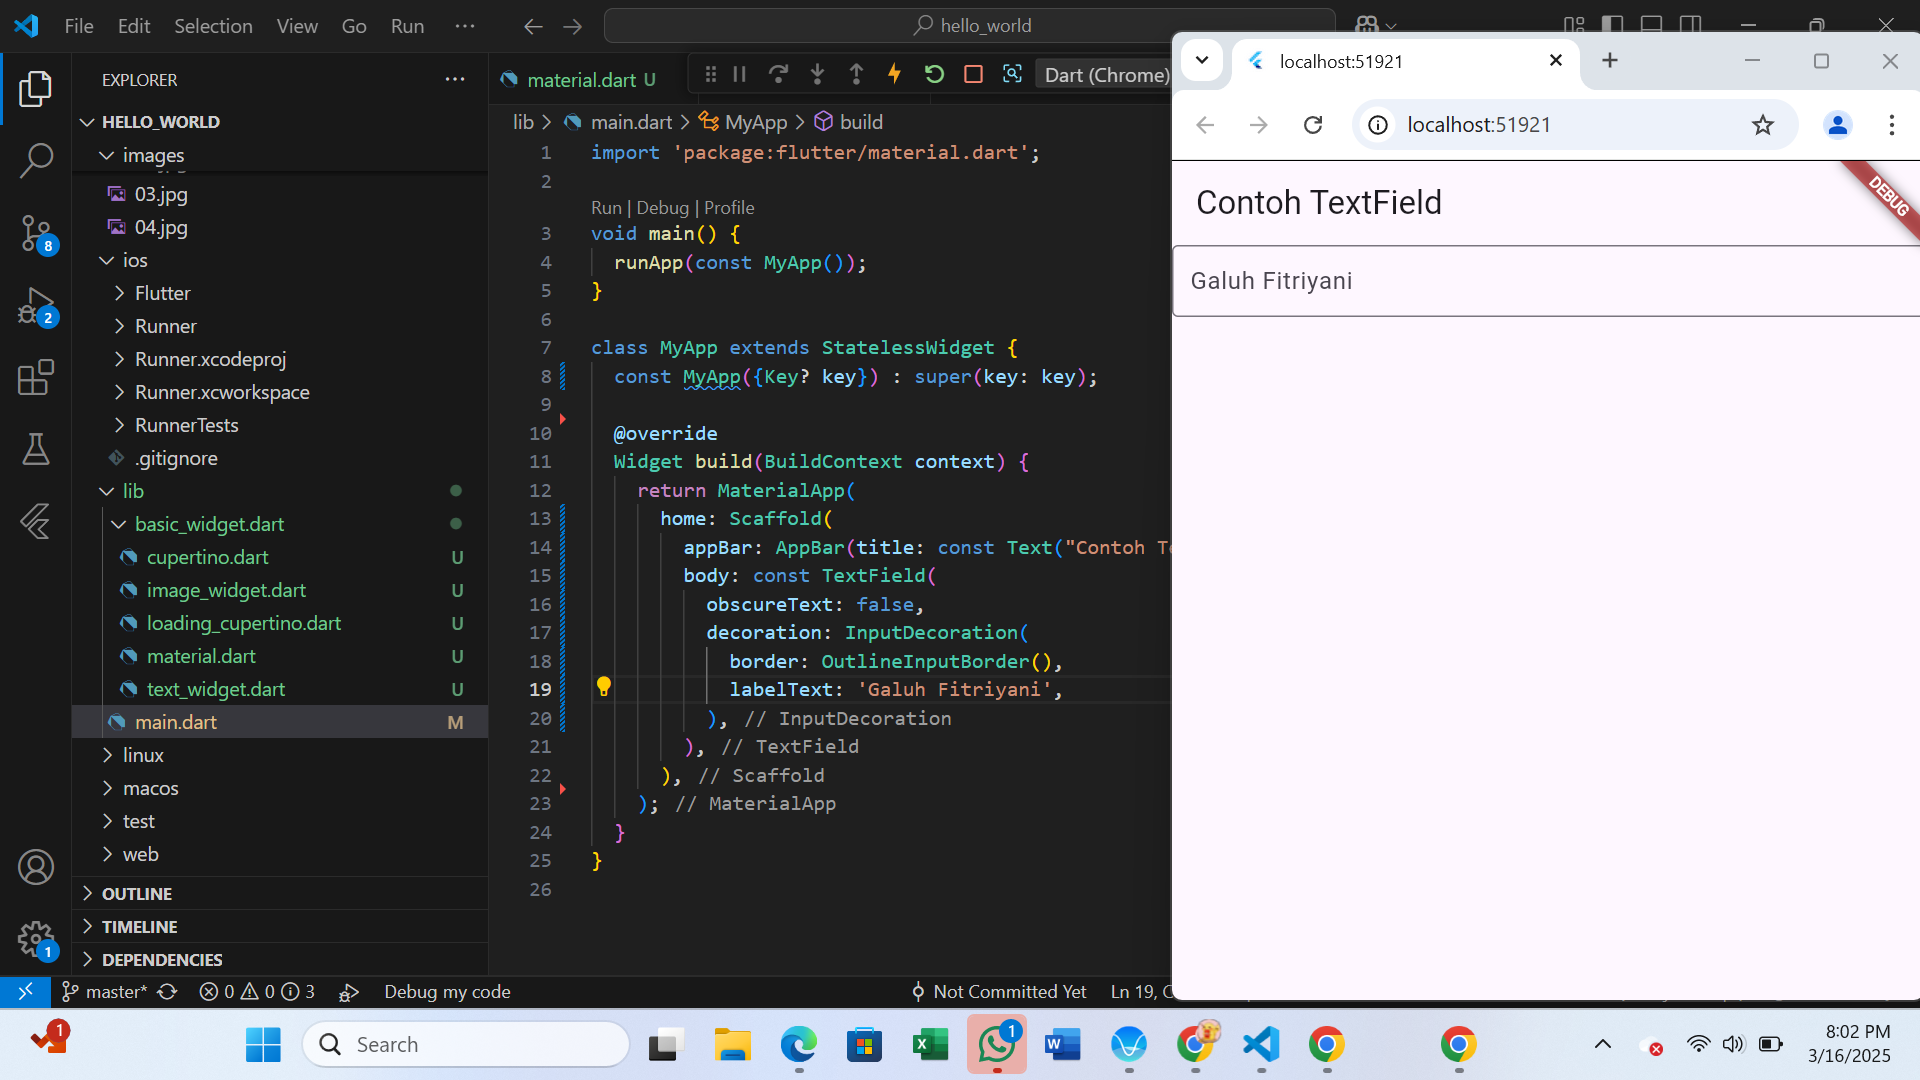 File Edit Selection View Go Run ···
hello_world
EXPLORER ···
HELLO_WORLD
images
03.jpg
04.jpg
ios
Flutter
Runner
Runner.xcodeproj
Runner.xcworkspace
RunnerTests
.gitignore
lib
basic_widget.dart
cupertino.dart U
image_widget.dart U
loading_cupertino.dart U
material.dart U
text_widget.dart U
main.dart M
linux
macos
test
web
OUTLINE
TIMELINE
DEPENDENCIES
8
2
1
material.dart U
Dart (Chrome)
lib > main.dart > MyApp > build
1 import 'package:flutter/material.dart';
2
Run | Debug | Profile
3 void main() {
4 runApp(const MyApp());
5 }
6
7 class MyApp extends StatelessWidget {
8 const MyApp({Key? key}) : super(key: key);
9
10 @override
11 Widget build(BuildContext context) {
12 return MaterialApp(
13 home: Scaffold(
14 appBar: AppBar(title: const Text("Contoh T
15 body: const TextField(
16 obscureText: false,
17 decoration: InputDecoration(
18 border: OutlineInputBorder(),
19 labelText: 'Galuh Fitriyani',
20 ), // InputDecoration
21 ), // TextField
22 ), // Scaffold
23 ); // MaterialApp
24 }
25 }
26
localhost:51921
localhost:51921
DEBUG
Contoh TextField
Galuh Fitriyani
master* 0 0 3 Debug my code Not Committed Yet Ln 19,
1
Search
1
8:02 PM
3/16/2025